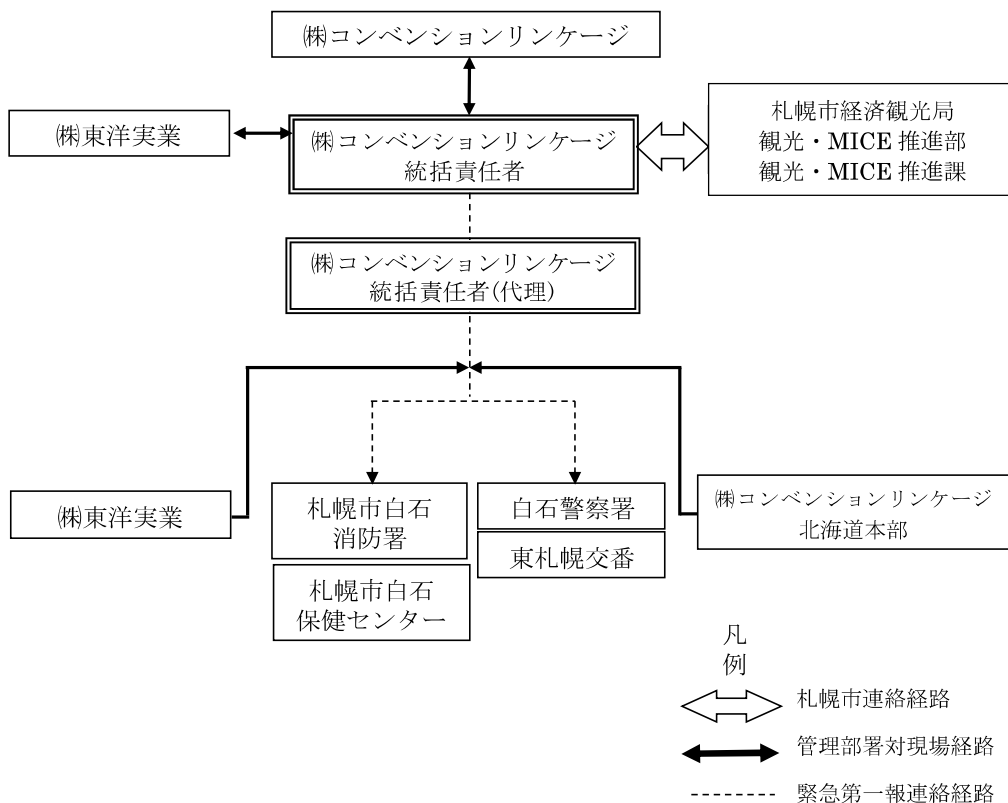 ㈱コンベンションリンケージ
㈱東洋実業
㈱コンベンションリンケージ
統括責任者
札幌市経済観光局
観光・MICE 推進部
観光・MICE 推進課
㈱コンベンションリンケージ
統括責任者(代理)
㈱東洋実業
札幌市白石
消防署
札幌市白石
保健センター
白石警察署
東札幌交番
㈱コンベンションリンケージ
北海道本部
凡
例
札幌市連絡経路
管理部署対現場経路
緊急第一報連絡経路